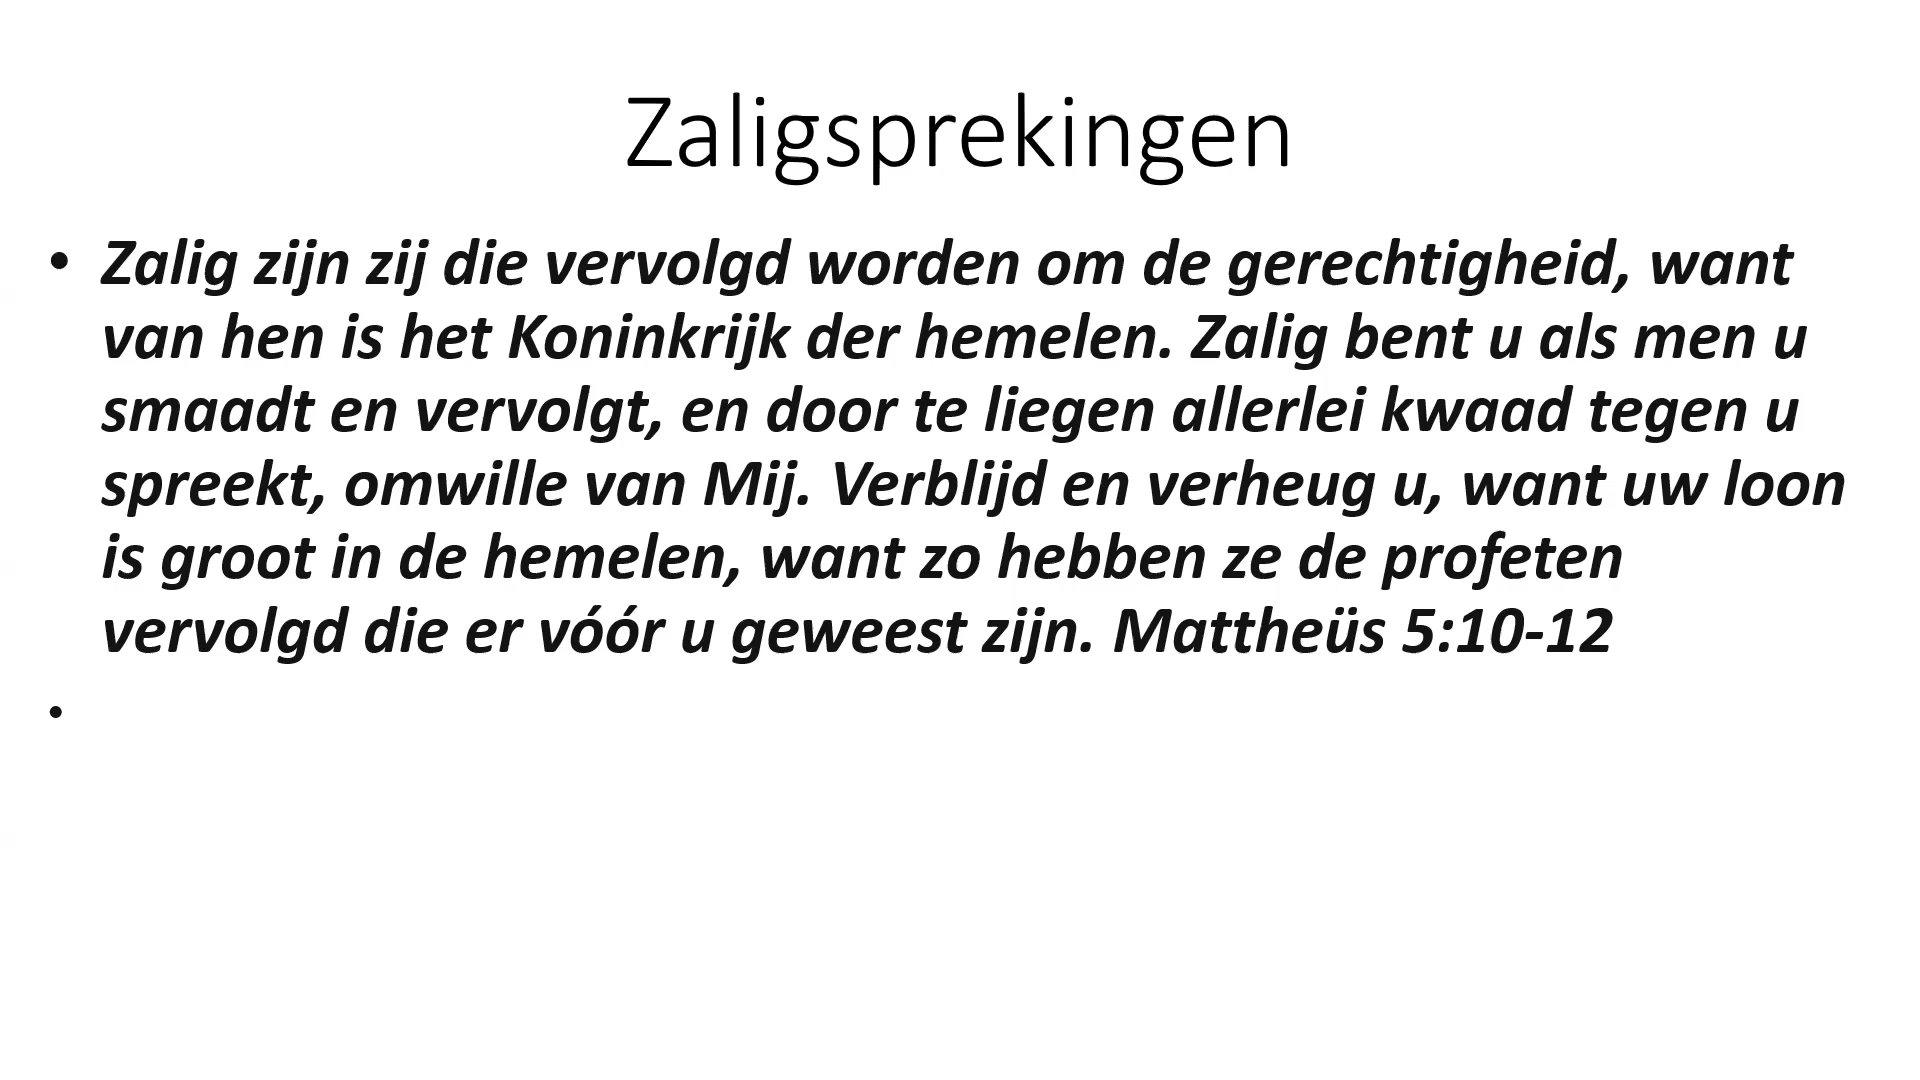 Zaligsprekingen
• Zalig zijn zij die vervolgd worden om de gerechtigheid, want
van hen is het Koninkrijk der hemelen. Zalig bent u als men u
smaadt en vervolgt, en door te liegen allerlei kwaad tegen u
spreekt, omwille van Mij. Verblijd en verheug u, want uw loon
is groot in de hemelen, want zo hebben ze de profeten
vervolgd die er vóór u geweest zijn. Mattheüs 5:10-12
•